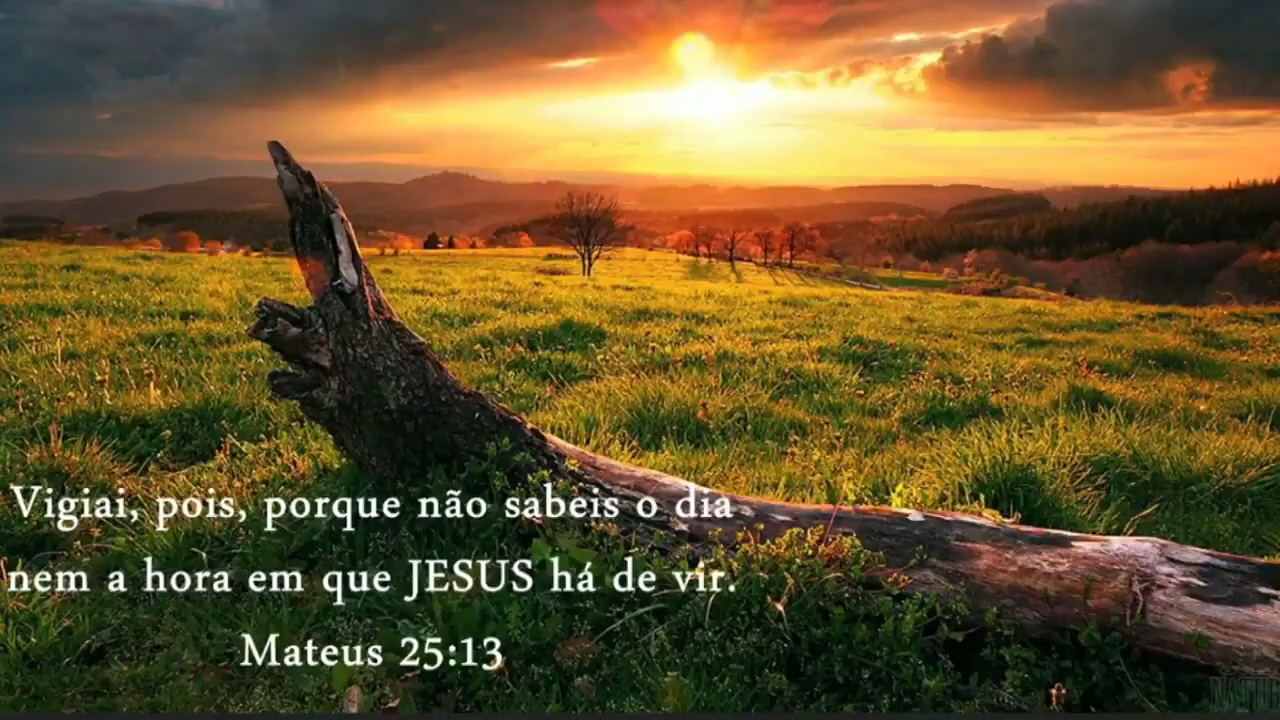 Vigiai, pois, porque não sabeis o dia
nem a hora em que JESUS há de vir.
Mateus 25:13